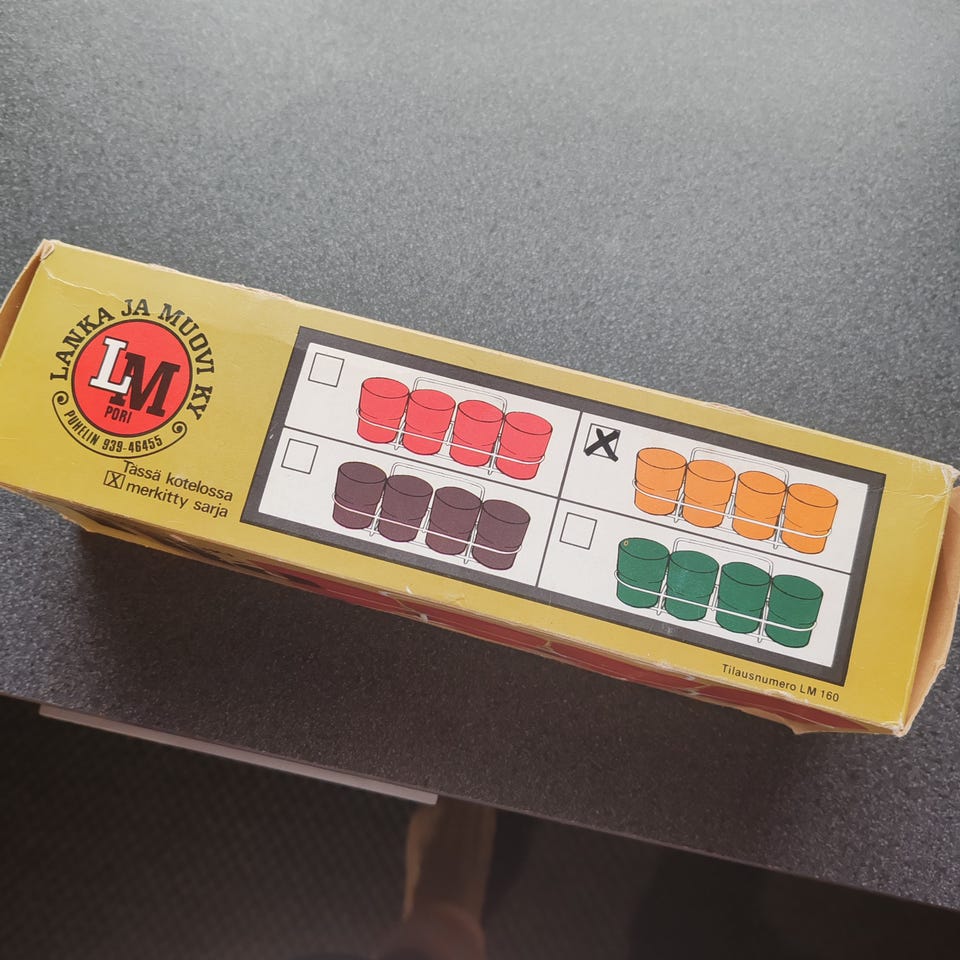 LANKA JA MUOVI KY
LM
PORI
PUHELIN 939-46455
Tässä kotelossa
X merkitty sarja
X
Tilausnumero LM 160